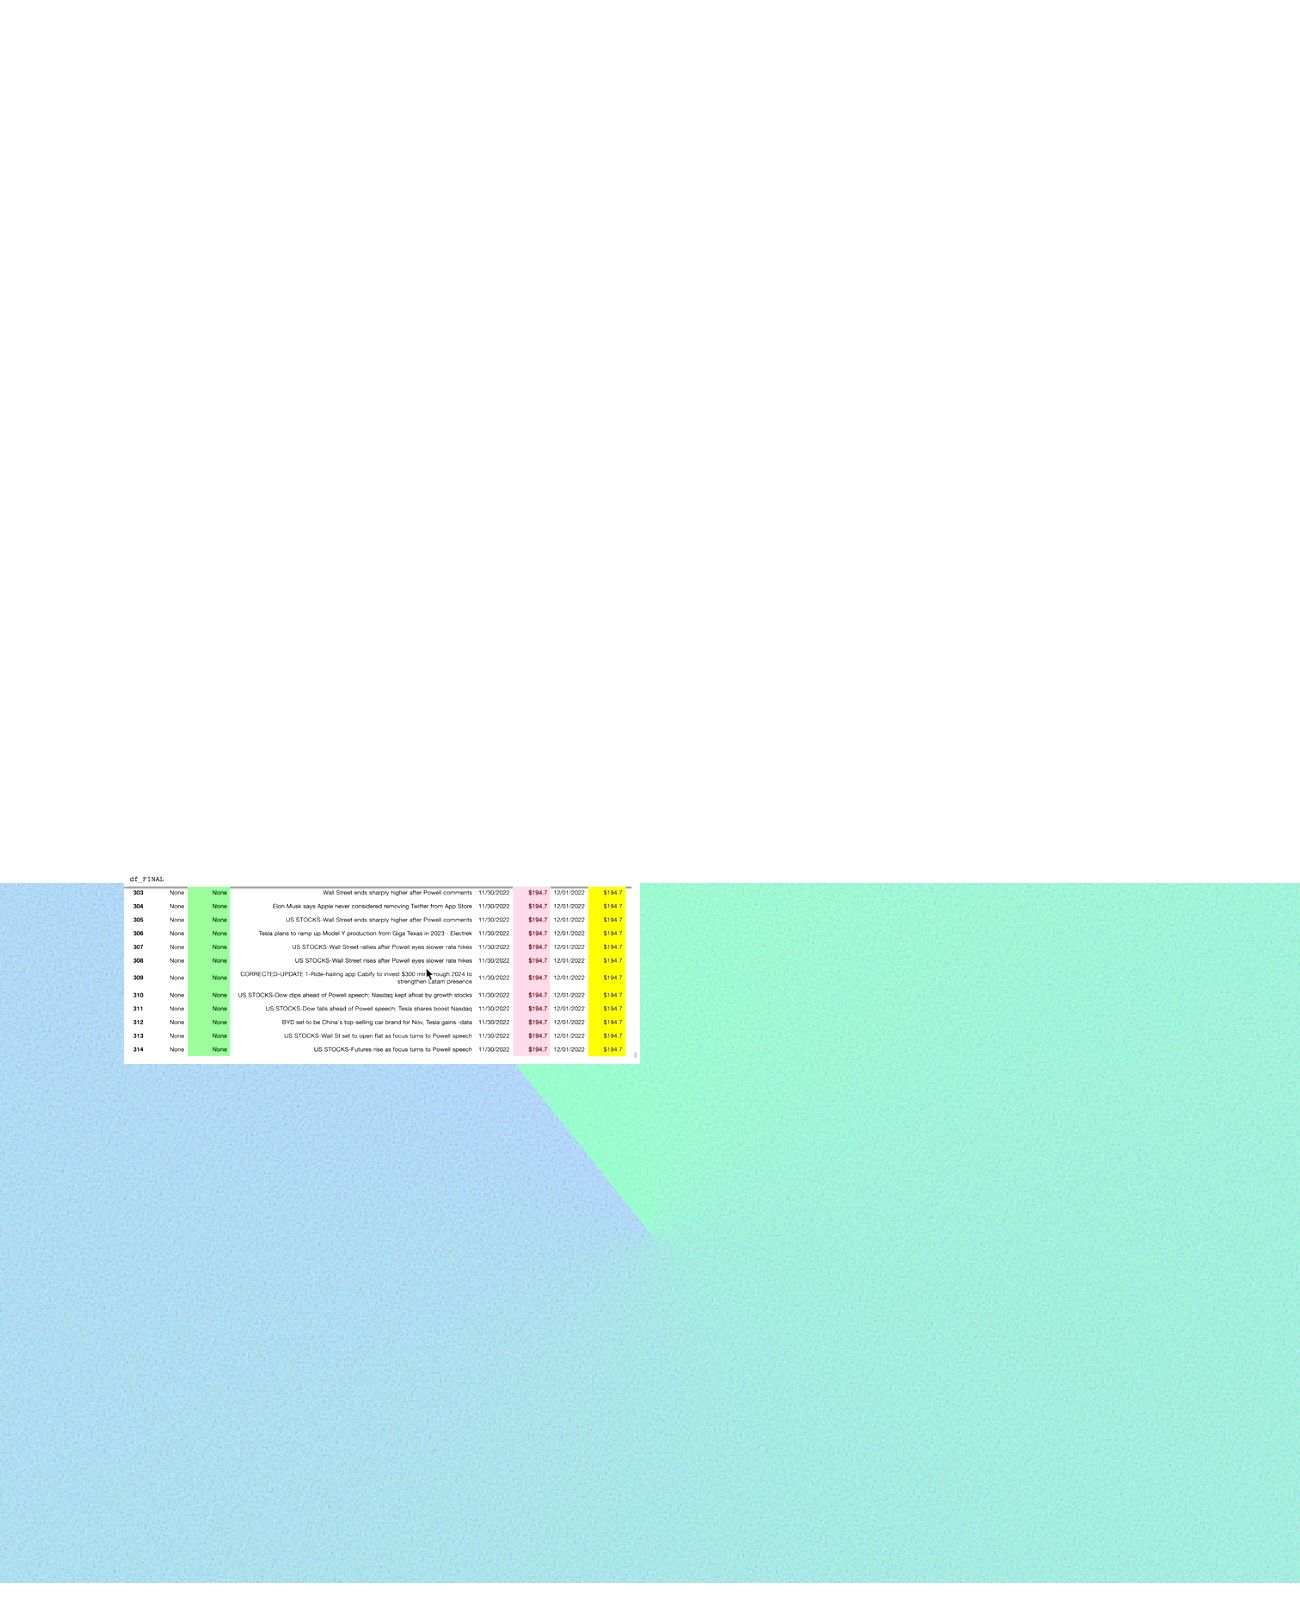 df_FINAL
303 None None Wall Street ends sharply higher after Powell comments 11/30/2022 $194.7 12/01/2022 $194.7
304 None None Elon Musk says Apple never considered removing Twitter from App Store 11/30/2022 $194.7 12/01/2022 $194.7
305 None None US STOCKS-Wall Street ends sharply higher after Powell comments 11/30/2022 $194.7 12/01/2022 $194.7
306 None None Tesla plans to ramp up Model Y production from Giga Texas in 2023 - Electrek 11/30/2022 $194.7 12/01/2022 $194.7
307 None None US STOCKS-Wall Street rallies after Powell eyes slower rate hikes 11/30/2022 $194.7 12/01/2022 $194.7
308 None None US STOCKS-Wall Street rises after Powell eyes slower rate hikes 11/30/2022 $194.7 12/01/2022 $194.7
CORRECTED-UPDATE 1-Ride-hailing app Cabify to invest $300 2024 to
309 None None strengthen Latam presence 11/30/2022 $194.7 12/01/2022 $194.7
310 None None US STOCKS-Dow dips ahead of Powell speech; Nasdaq kept afloat by growth stocks 11/30/2022 $194.7 12/01/2022 $194.7
311 None None US STOCKS-Dow falls ahead of Powell speech; Tesla shares boost Nasdaq 11/30/2022 $194.7 12/01/2022 $194.7
312 None None BYD set to be China's top-selling car brand for Nov, Tesla gains -data 11/30/2022 $194.7 12/01/2022 $194.7
313 None None US STOCKS-Wall St set to open flat as focus turns to Powell speech 11/30/2022 $194.7 12/01/2022 $194.7
314 None None US STOCKS-Futures rise as focus turns to Powell speech 11/30/2022 $194.7 12/01/2022 $194.7